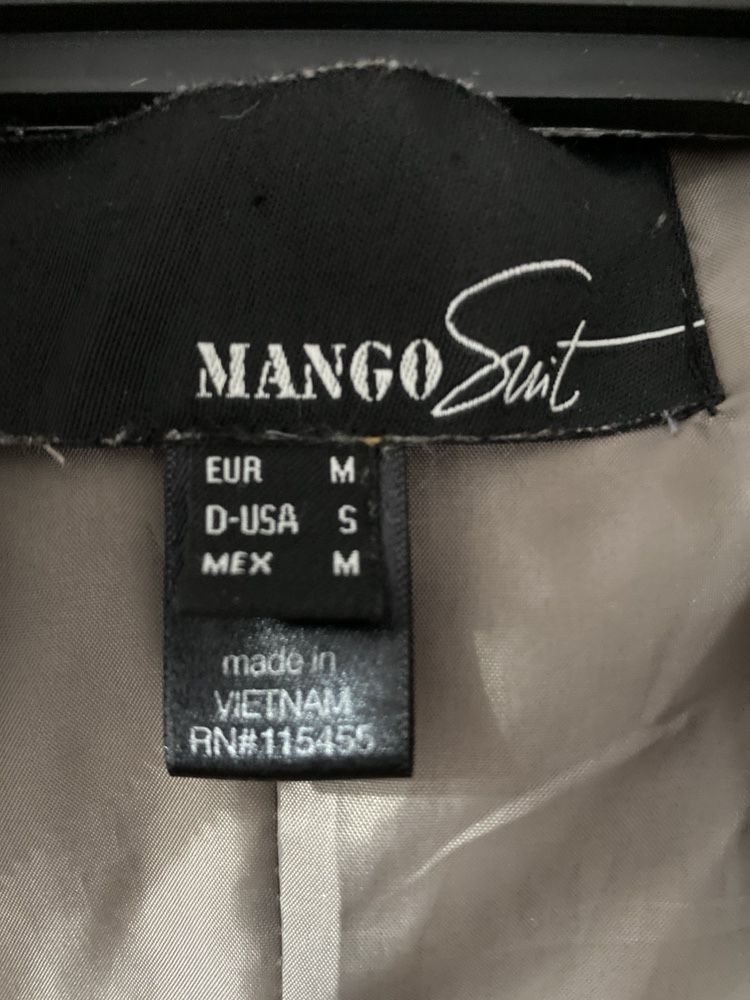 MANGO Suit
EUR M
D-USA S
MEX M
made in
VIETNAM
RN#115455